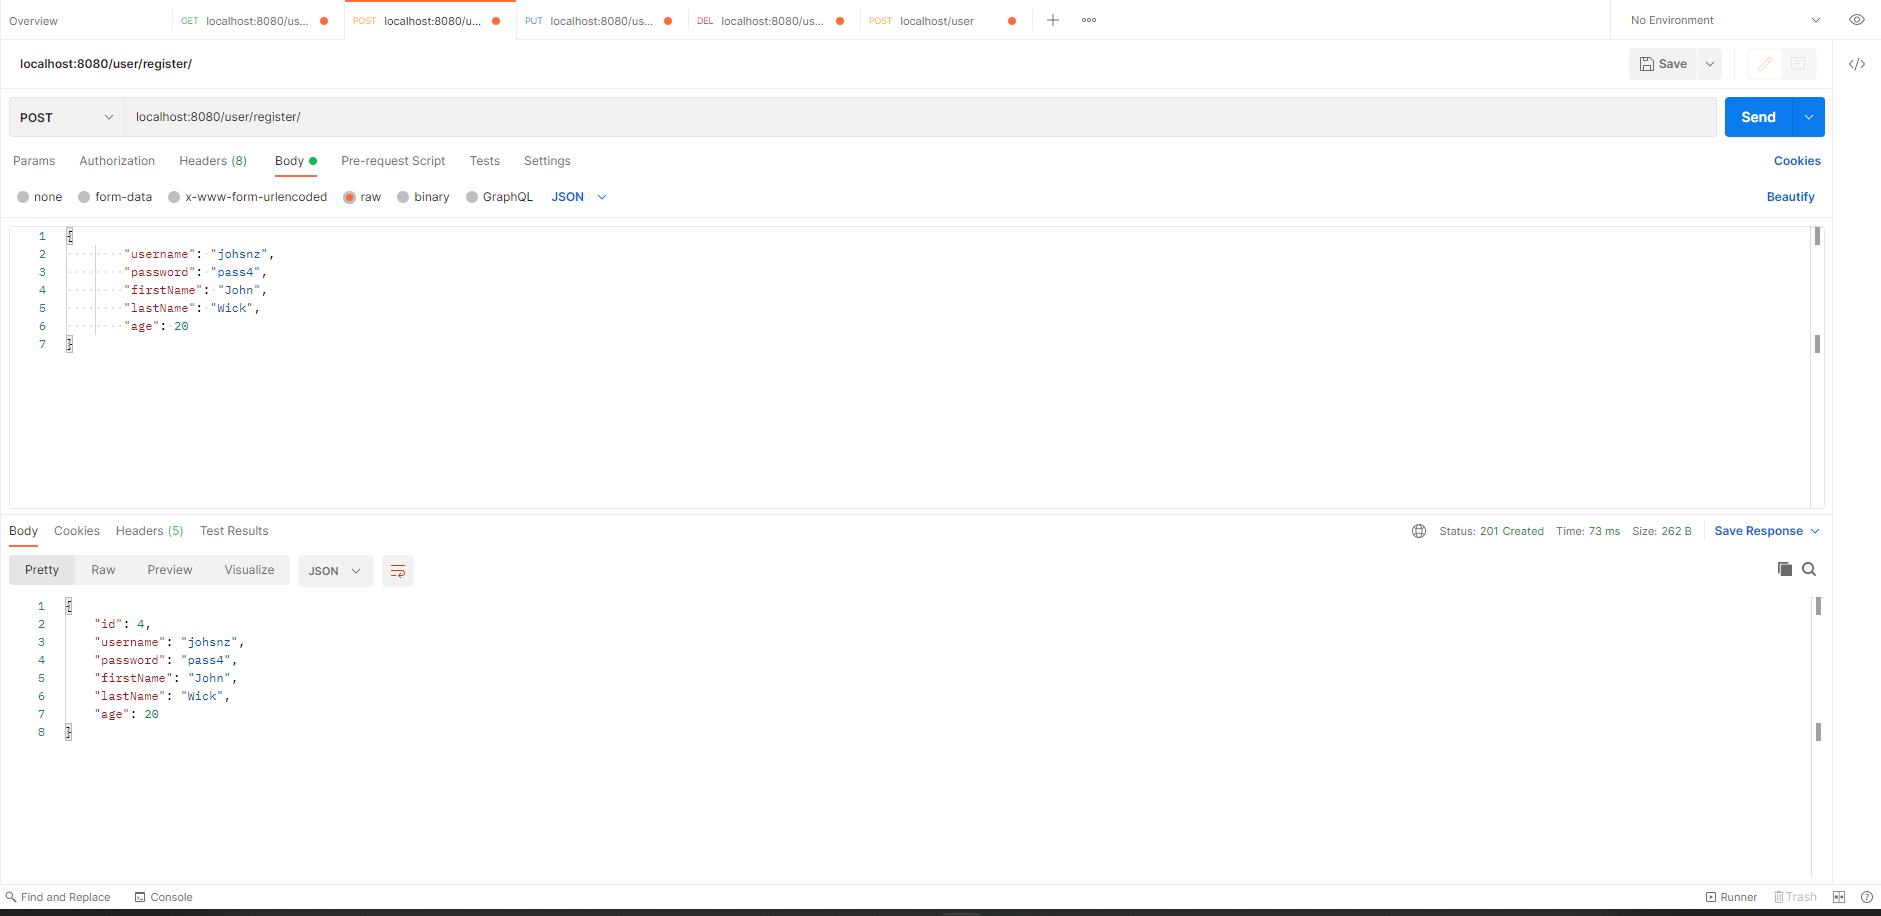 Overview GET localhost:8080/us... POST localhost:8080/u... PUT localhost:8080/us... DEL localhost:8080/us... POST localhost/user No Environment
localhost:8080/user/register/ Save
POST localhost:8080/user/register/ Send
Params Authorization Headers (8) Body Pre-request Script Tests Settings Cookies
none form-data x-www-form-urlencoded raw binary GraphQL JSON Beautify
1 {
2 "username": "johsnz",
3 "password": "pass4",
4 "firstName": "John",
5 "lastName": "Wick",
6 "age": 20
7 }
Body Cookies Headers (5) Test Results Status: 201 Created Time: 73 ms Size: 262 B Save Response
Pretty Raw Preview Visualize JSON
1 {
2 "id": 4,
3 "username": "johsnz",
4 "password": "pass4",
5 "firstName": "John",
6 "lastName": "Wick",
7 "age": 20
8 }
Find and Replace Console Runner Trash